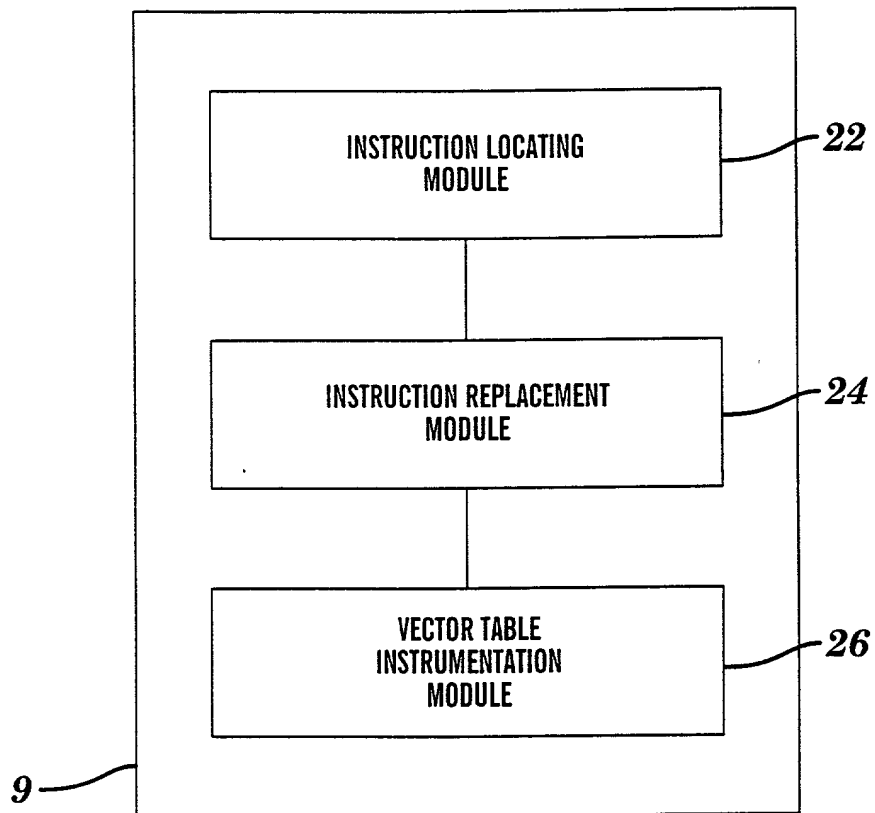 INSTRUCTION LOCATING
MODULE
22
INSTRUCTION REPLACEMENT
MODULE
24
VECTOR TABLE
INSTRUMENTATION
MODULE
26
9